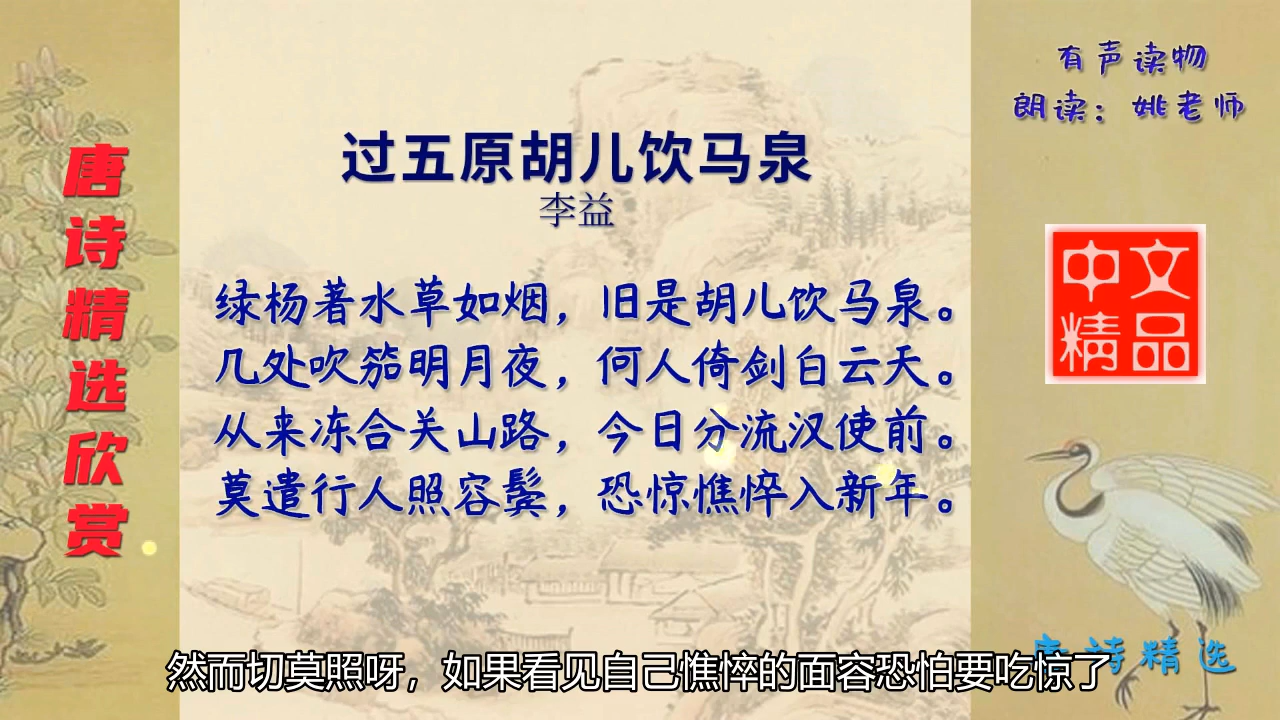 有声读物
朗读：姚老师
唐诗精选欣赏
过五原胡儿饮马泉
李益
绿杨著水草如烟，旧是胡儿饮马泉。
几处吹笳明月夜，何人倚剑白云天。
从来冻合关山路，今日分流汉使前。
莫遣行人照容鬓，恐惊憔悴入新年。
中文
精品
唐诗精选
然而切莫照呀，如果看见自己憔悴的面容恐怕要吃惊了